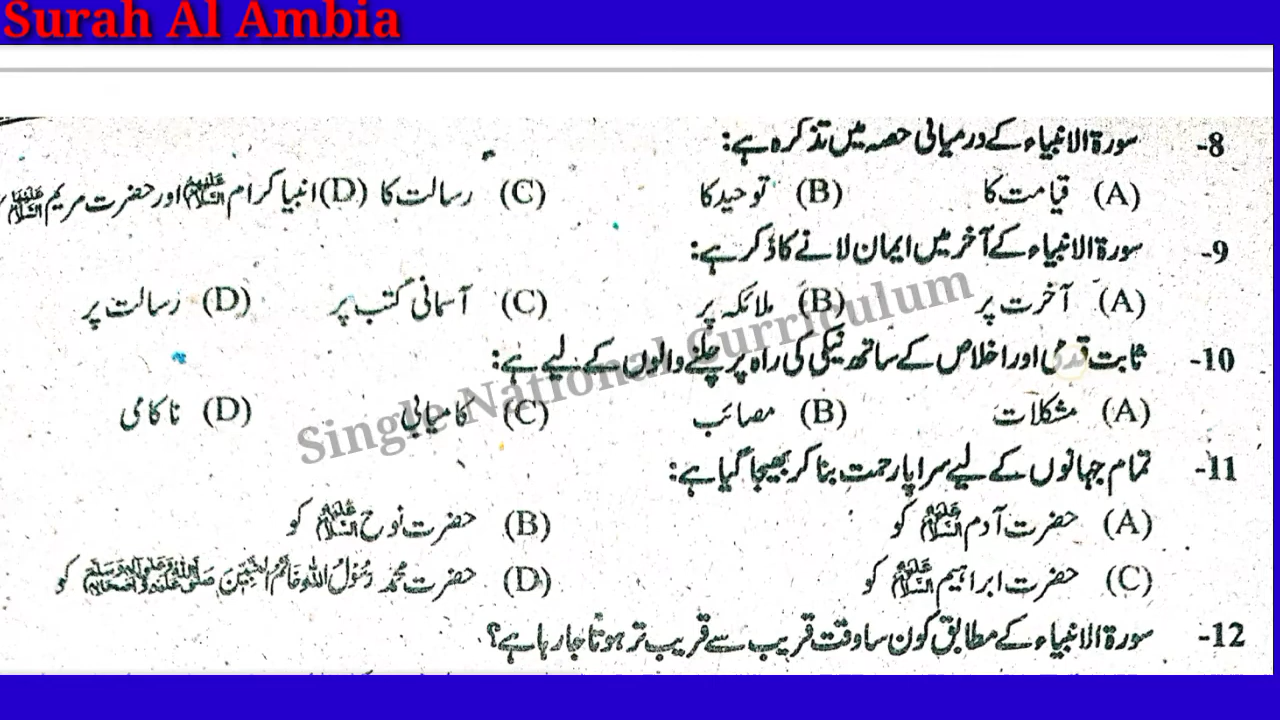 Surah Al Ambia
8- سورۃ الانبیاء کے درمیانی حصہ میں تذکرہ ہے:
(A) قیامت کا (B) توحید کا (C) رسالت کا (D) انبیا کرام علیہم السلام اور حضرت مریم علیہا السلام
9- سورۃ الانبیاء کے آخر میں ایمان لانے کا ذکر ہے:
(A) آخرت پر (B) ملائکہ پر (C) آسمانی کتب پر (D) رسالت پر
10- ثابت قدمی اور اخلاص کے ساتھ نیکی کی راہ پر چلنے والوں کے لیے ہے:
(A) مشکلات (B) مصائب (C) کامیابی (D) ناکامی
Single National Curriculum
11- تمام جہانوں کے لیے سراپا رحمت بنا کر بھیجا گیا ہے:
(A) حضرت آدم علیہ السلام کو (B) حضرت نوح علیہ السلام کو
(C) حضرت ابراہیم علیہ السلام کو (D) حضرت محمد رسول اللہ خاتم النبیین صلی اللہ علیہ وعلی آلہ واصحابہ وسلم کو
12- سورۃ الانبیاء کے مطابق کون سا وقت قریب سے قریب تر ہوتا جا رہا ہے؟